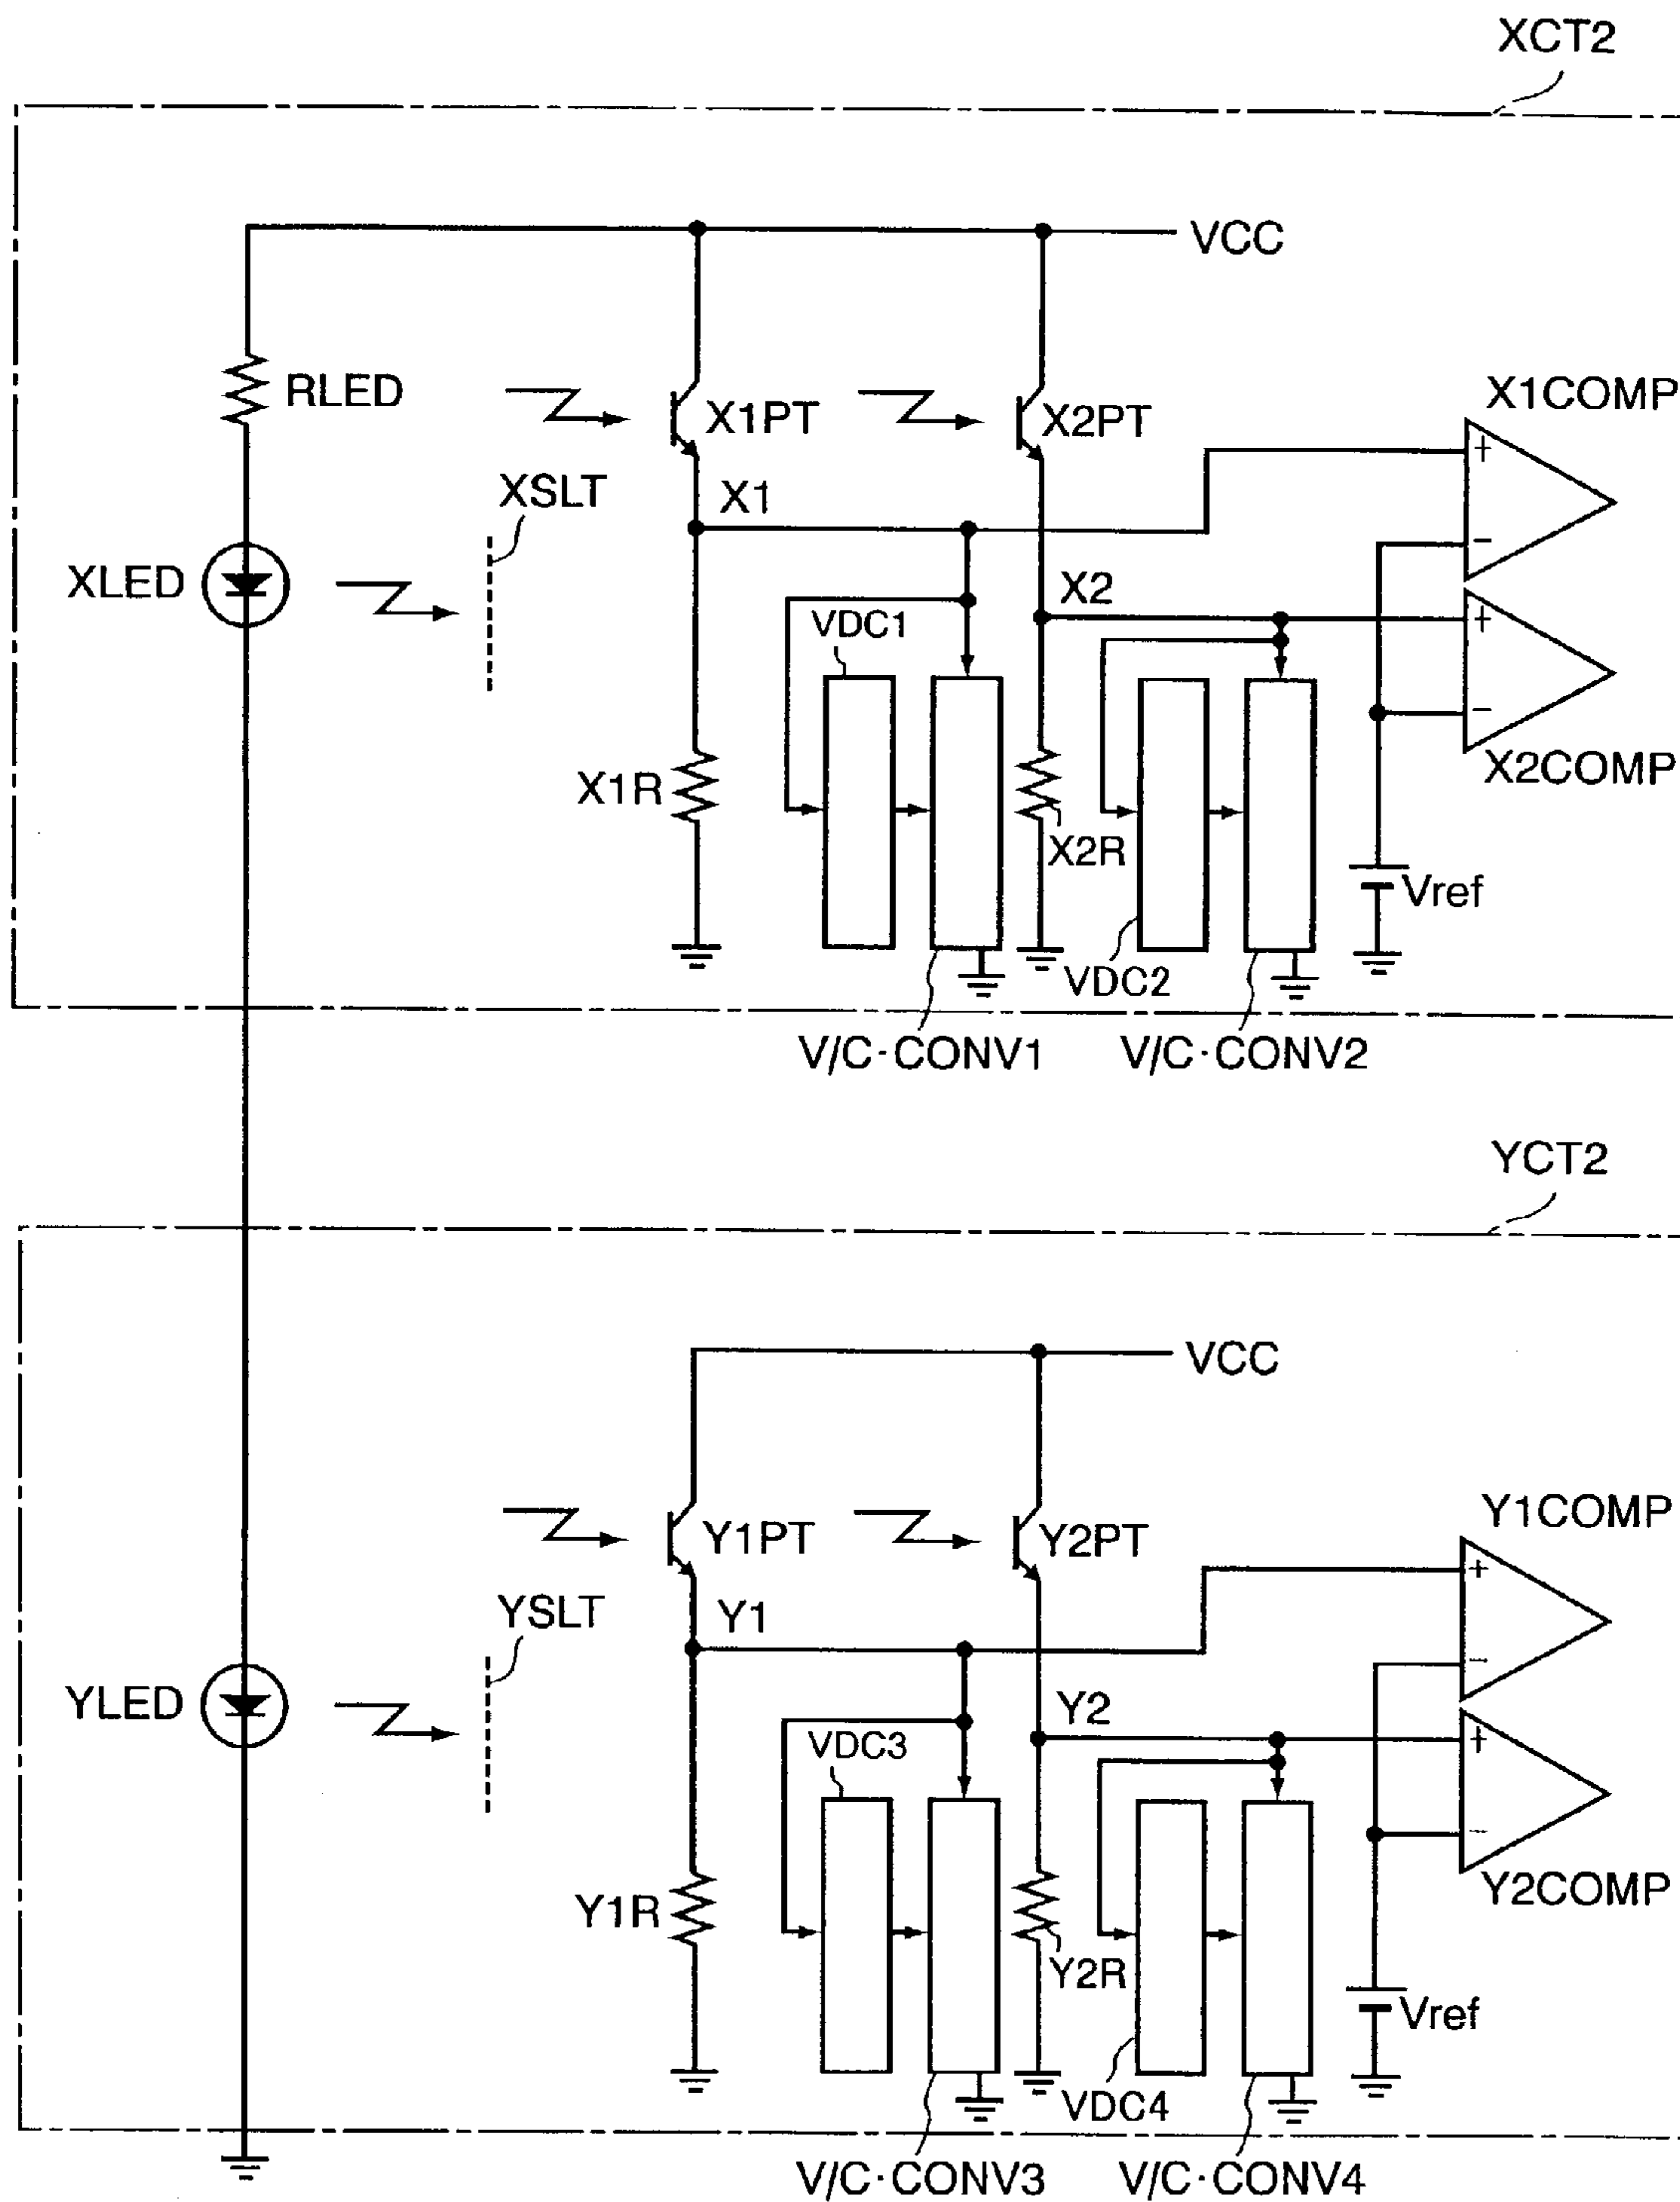 XCT2
VCC
RLED
X1PT
X2PT
X1COMP
+
−
XSLT
X1
XLED
X2
VDC1
+
−
X1R
X2R
X2COMP
Vref
VDC2
V/C·CONV1
V/C·CONV2
YCT2
VCC
Y1PT
Y2PT
Y1COMP
+
−
YSLT
Y1
YLED
Y2
VDC3
+
−
Y1R
Y2R
Y2COMP
Vref
VDC4
V/C·CONV3
V/C·CONV4